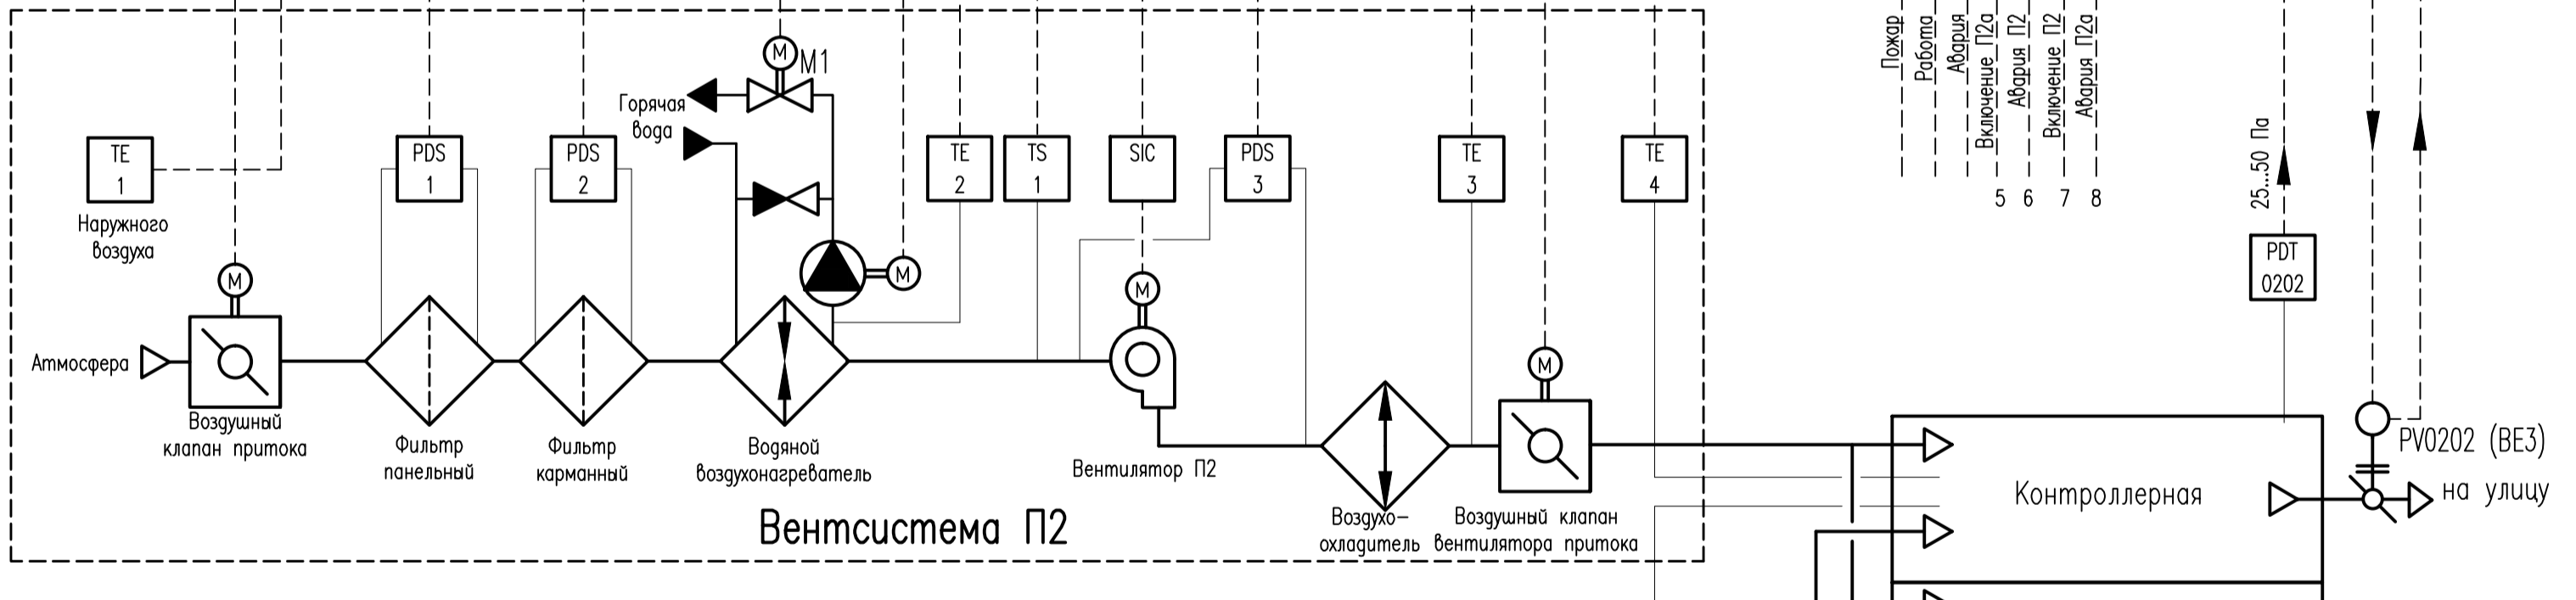 Пожар
Работа
Авария
Включение П2а
Авария П2
Включение П2
Авария П2а
5 6 7 8
M
M1
Горячая
вода
TE
1
Наружного
воздуха
PDS
1
PDS
2
TE
2
TS
1
SIC
PDS
3
TE
3
TE
4
25...50 Па
PDT
0202
M
M
M
M
Атмосфера
Воздушный
клапан притока
Фильтр
панельный
Фильтр
карманный
Водяной
воздухонагреватель
Вентилятор П2
Воздухо-
охладитель
Воздушный клапан
вентилятора притока
Вентсистема П2
Контроллерная
PV0202 (ВЕ3)
на улицу